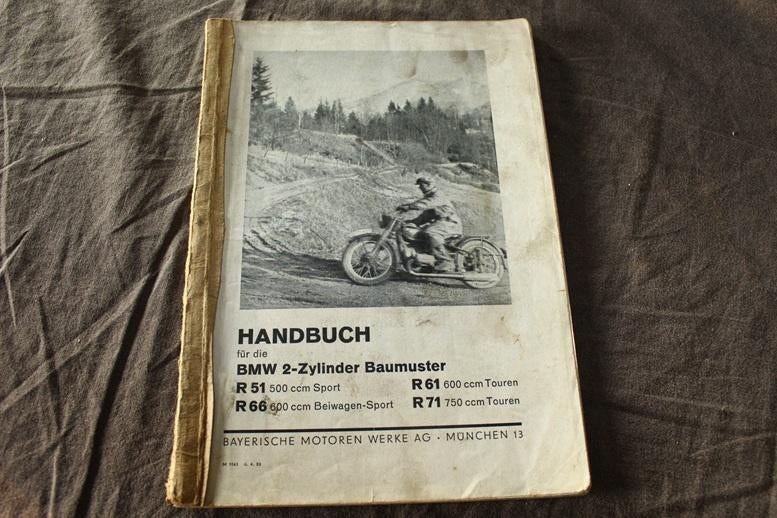 HANDBUCH
für die
BMW 2-Zylinder Baumuster
R 51 500 ccm Sport R 61 600 ccm Touren
R 66 600 ccm Beiwagen-Sport R 71 750 ccm Touren
BAYERISCHE MOTOREN WERKE AG · MÜNCHEN 13